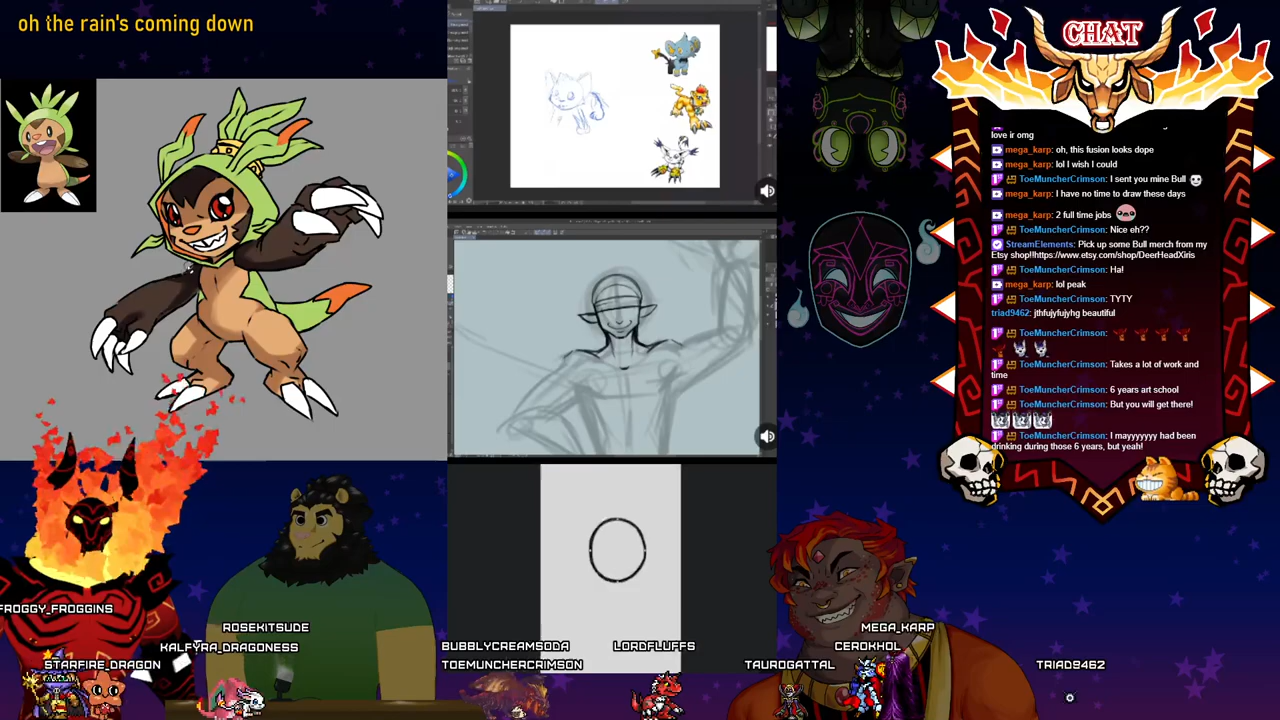 oh the rain's coming down
CHAT
love ir omg
mega_karp: oh, this fusion looks dope
mega_karp: lol I wish I could
ToeMuncherCrimson: I sent you mine Bull
mega_karp: I have no time to draw these days
mega_karp: 2 full time jobs
ToeMuncherCrimson: Nice eh??
StreamElements: Pick up some Bull merch from my
Etsy shop!!https://www.etsy.com/shop/DeerHeadXiris
ToeMuncherCrimson: Ha!
mega_karp: lol peak
ToeMuncherCrimson: TYTY
triad9462: jthfujyfujyhg beautiful
ToeMuncherCrimson:
ToeMuncherCrimson: Takes a lot of work and
time
ToeMuncherCrimson: 6 years art school
ToeMuncherCrimson: But you will get there!
ToeMuncherCrimson: I mayyyyyy had been
drinking during those 6 years, but yeah!
FROGGY_FROGGINS
ROSEKITSUDE
KALFYRA_DRAGONESS
STARFIRE_DRAGON
BUBBLYCREAMSODA
TOEMUNCHERCRIMSON
LORDFLUFFS
MEGA_KARP
CEROKHOL
TAUROGATTAL
TRIAD9462